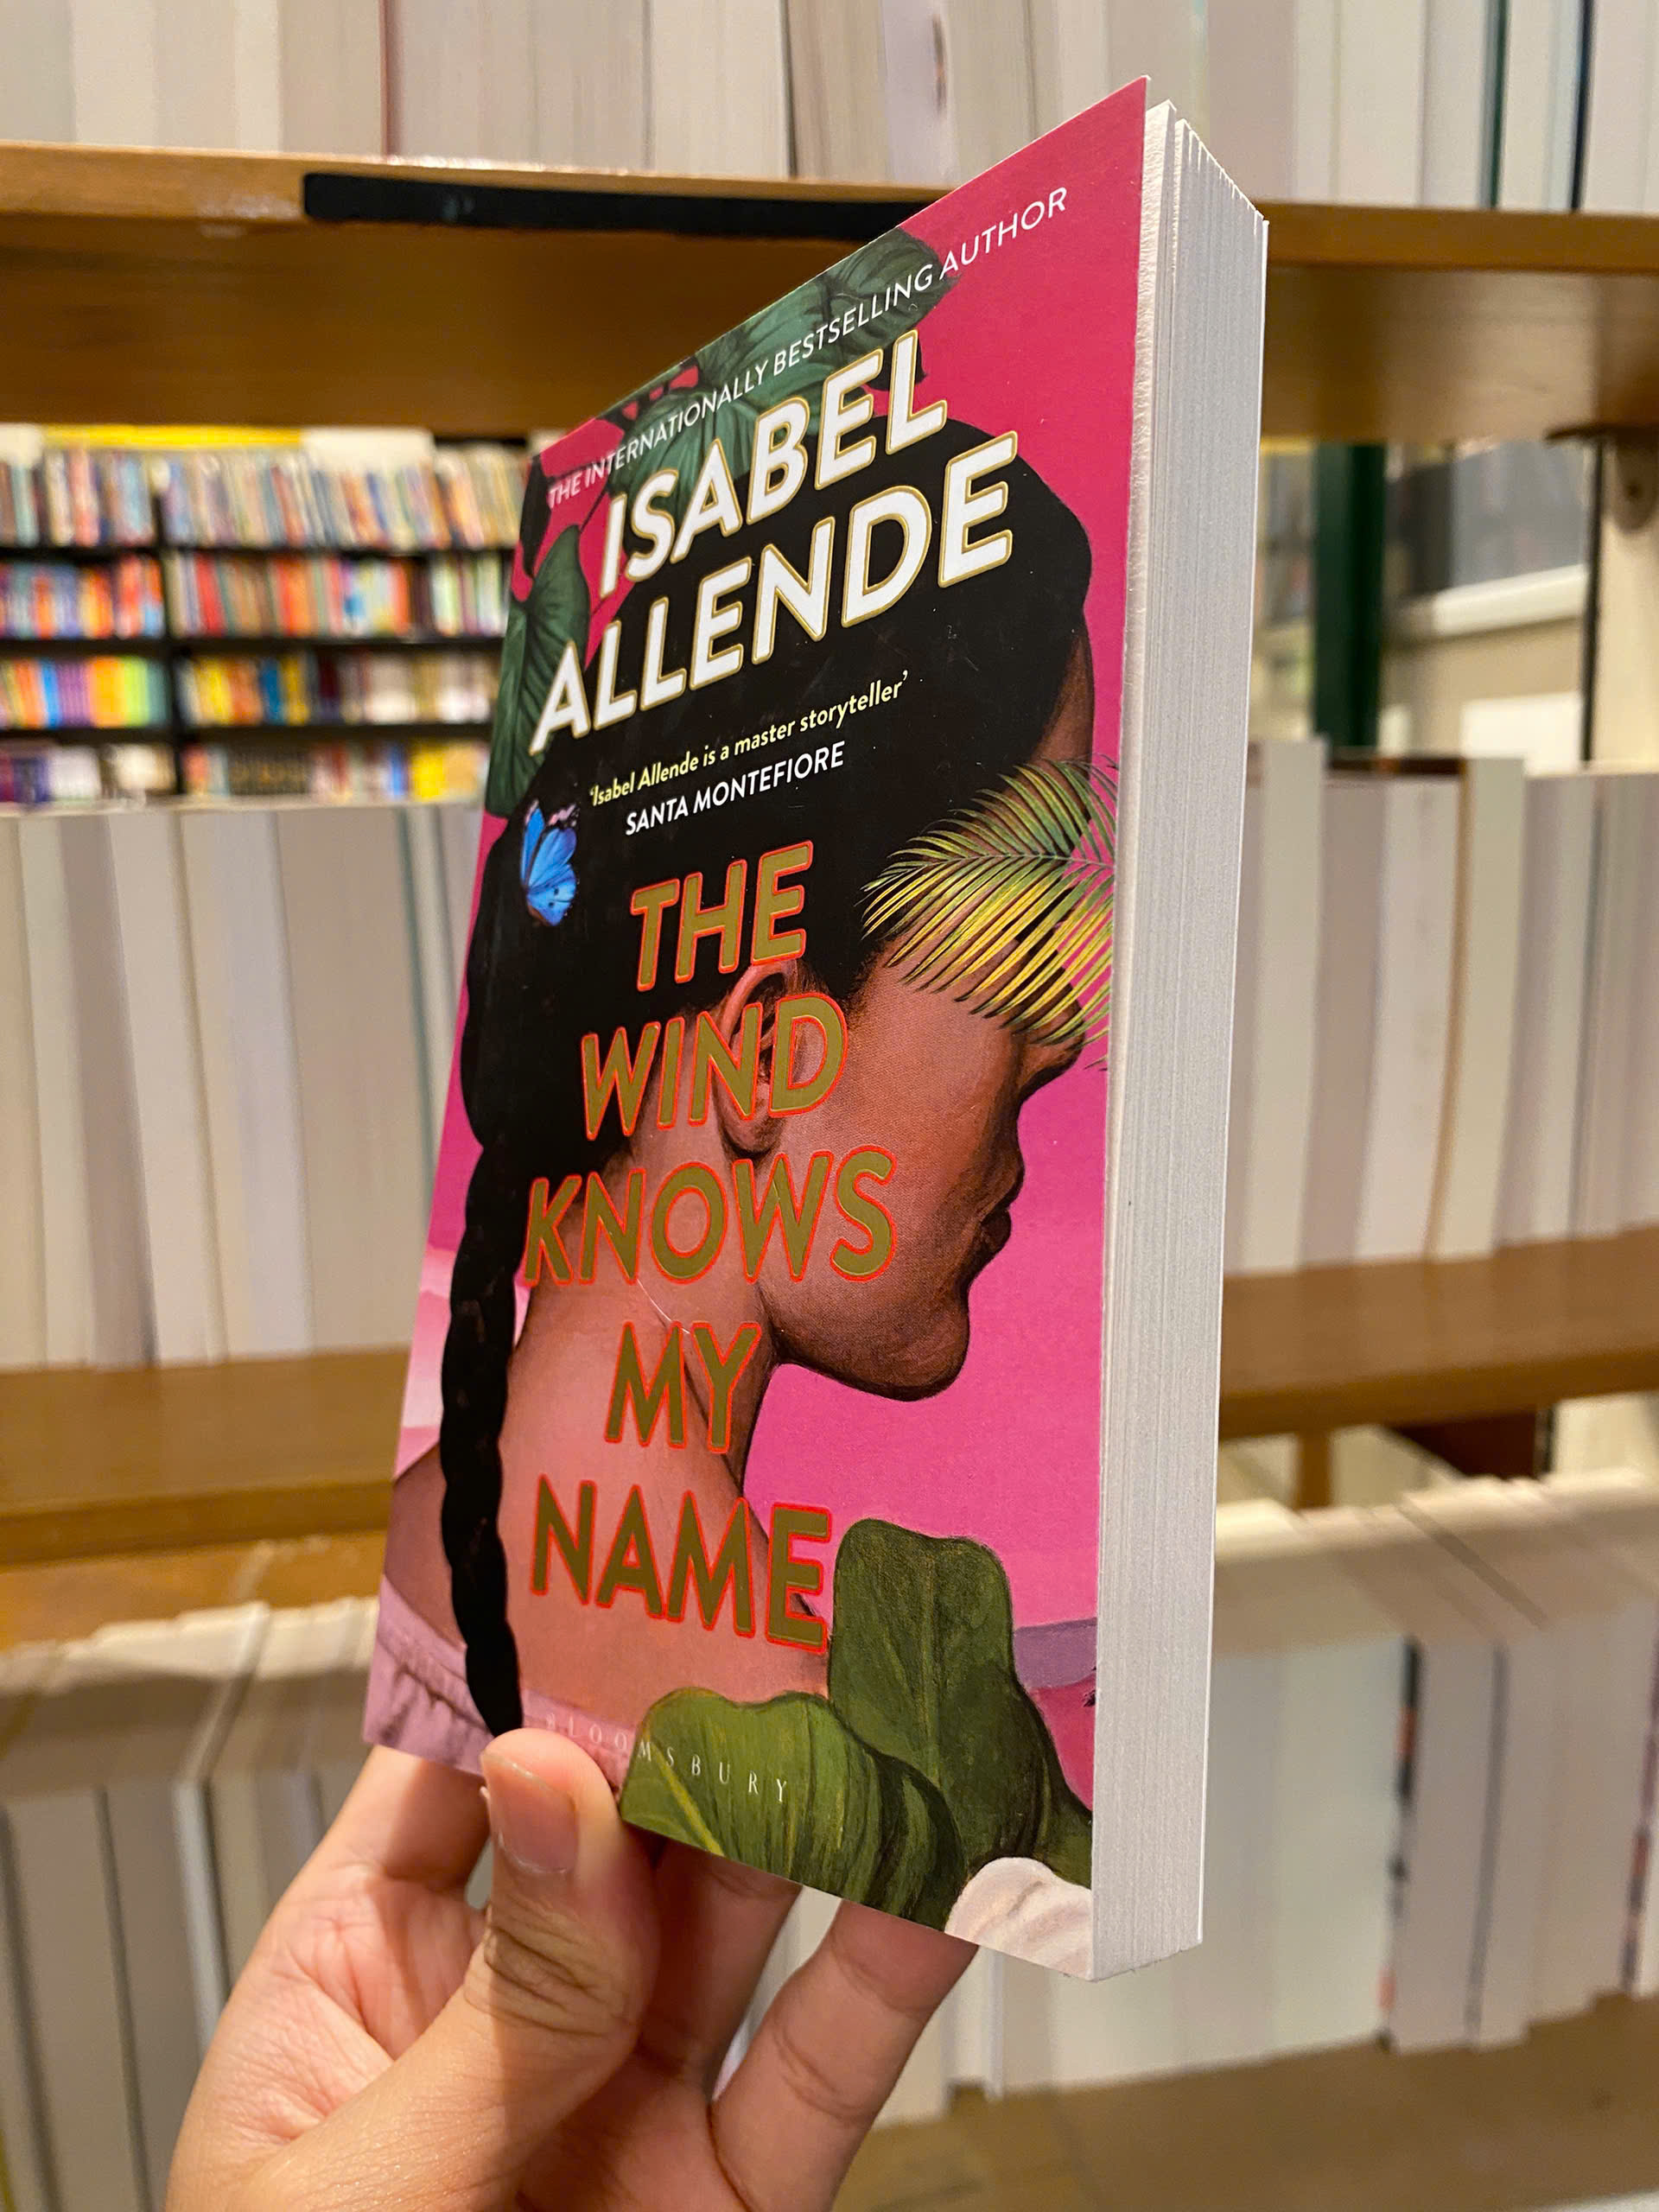 THE INTERNATIONALLY BESTSELLING AUTHOR
ISABEL
ALLENDE
'Isabel Allende is a master storyteller'
SANTA MONTEFIORE
THE
WIND
KNOWS
MY
NAME
BLOOMSBURY